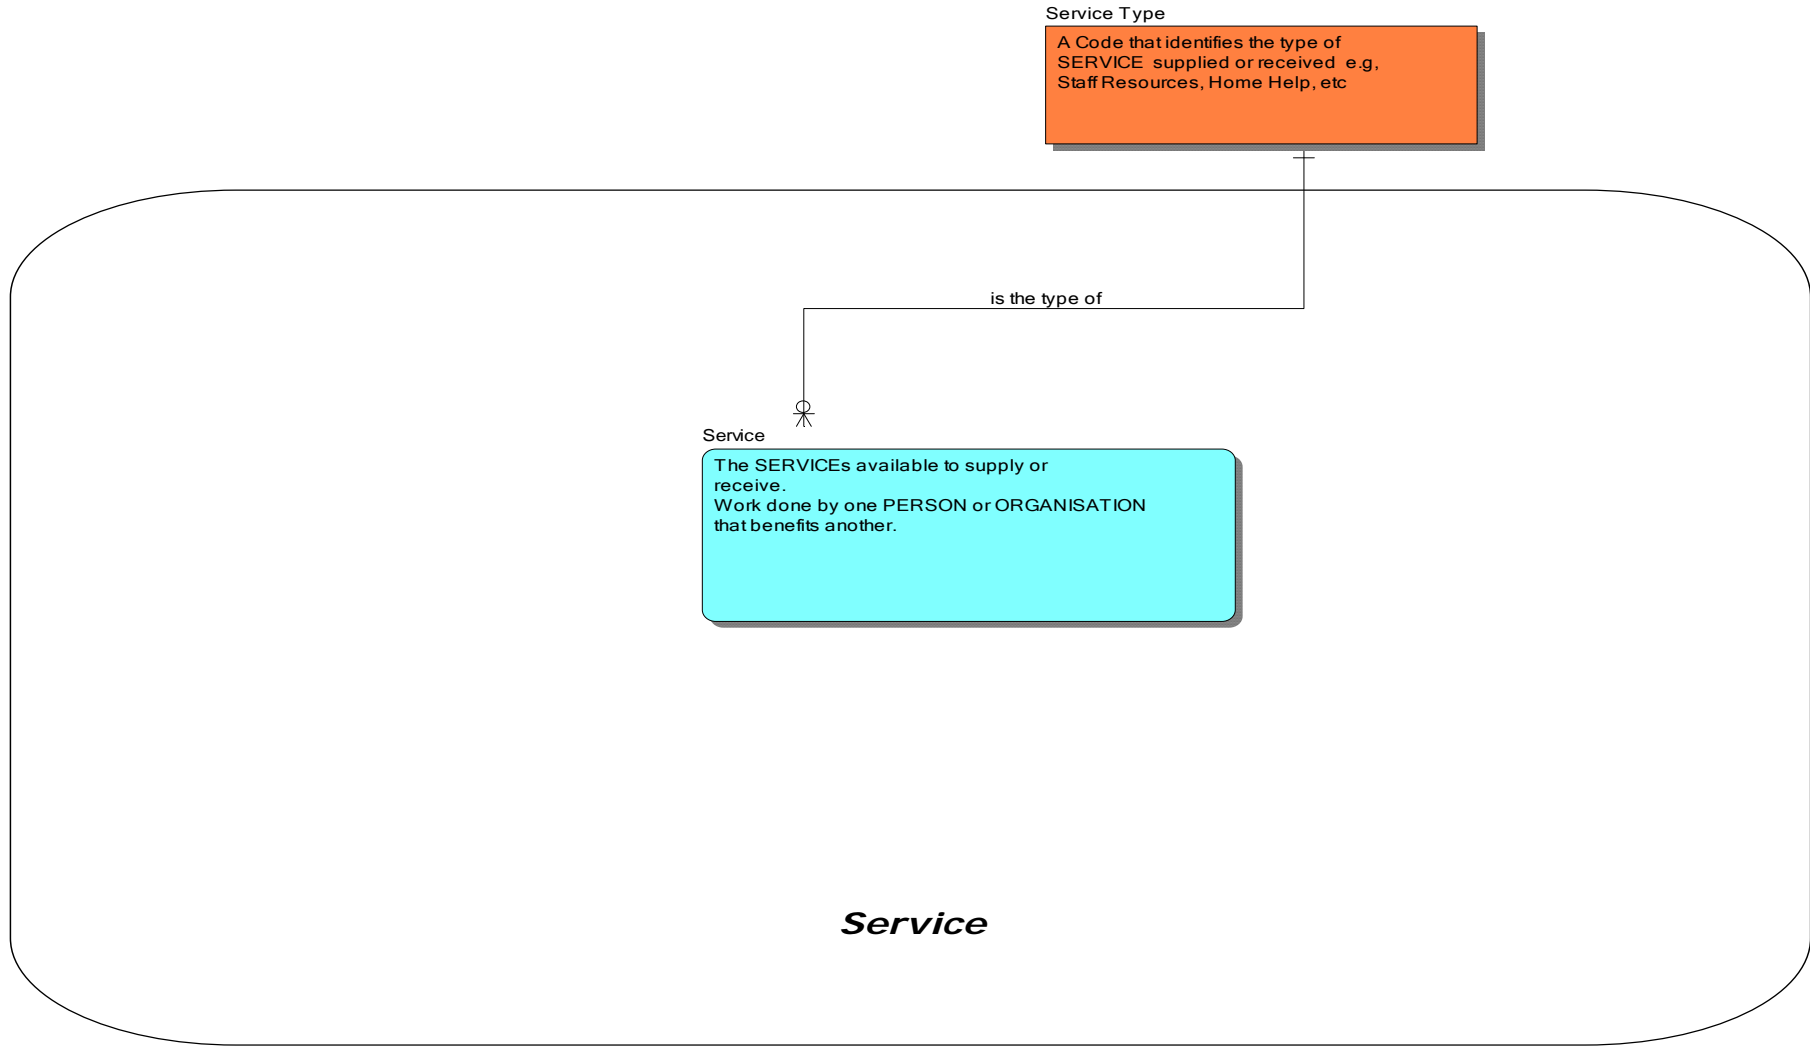 Service Type
A Code that identifies the type of
SERVICE supplied or received e.g,
Staff Resources, Home Help, etc
is the type of
Service
The SERVICEs available to supply or
receive.
Work done by one PERSON or ORGANISATION
that benefits another.
Service